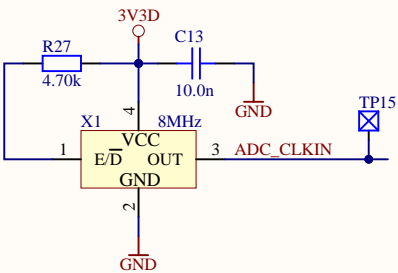 3V3D
R27
C13
4.70k
10.0n
GND
TP15
X1
4
8MHz
VCC
1
E/D
OUT
3
ADC_CLKIN
GND
2
GND